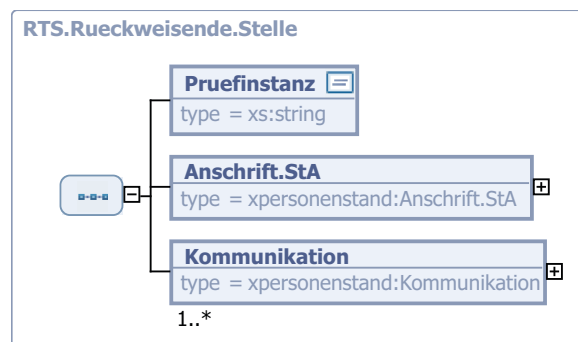 RTS.Rueckweisende.Stelle
Pruefinstanz
type = xs:string
Anschrift.StA
type = xpersonenstand:Anschrift.StA
Kommunikation
type = xpersonenstand:Kommunikation
1..*